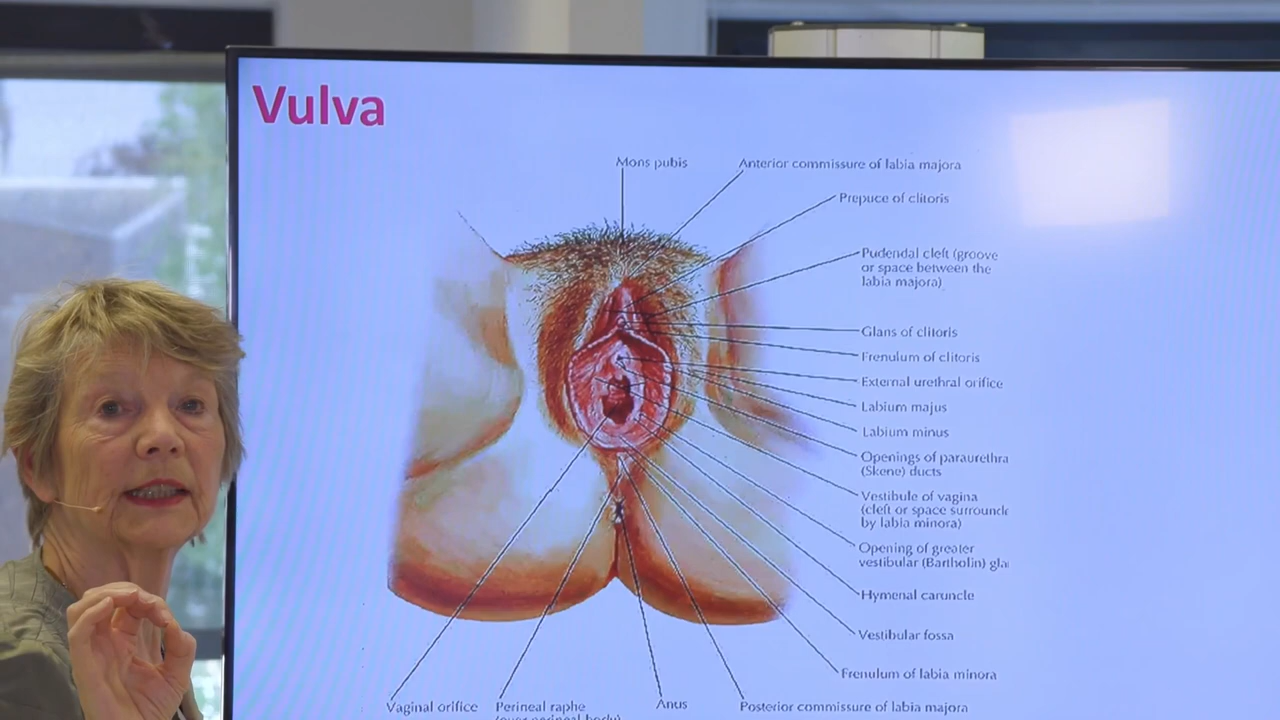 Vulva
Mons pubis
Anterior commissure of labia majora
Prepuce of clitoris
Pudendal cleft (groove
or space between the
labia majora)
Glans of clitoris
Frenulum of clitoris
External urethral orifice
Labium majus
Labium minus
Openings of paraurethra
(Skene) ducts
Vestibule of vagina
(cleft or space surrounde
by labia minora)
Opening of greater
vestibular (Bartholin) gla
Hymenal caruncle
Vestibular fossa
Frenulum of labia minora
Posterior commissure of labia majora
Vaginal orifice
Perineal raphe
(over perineal body)
Anus